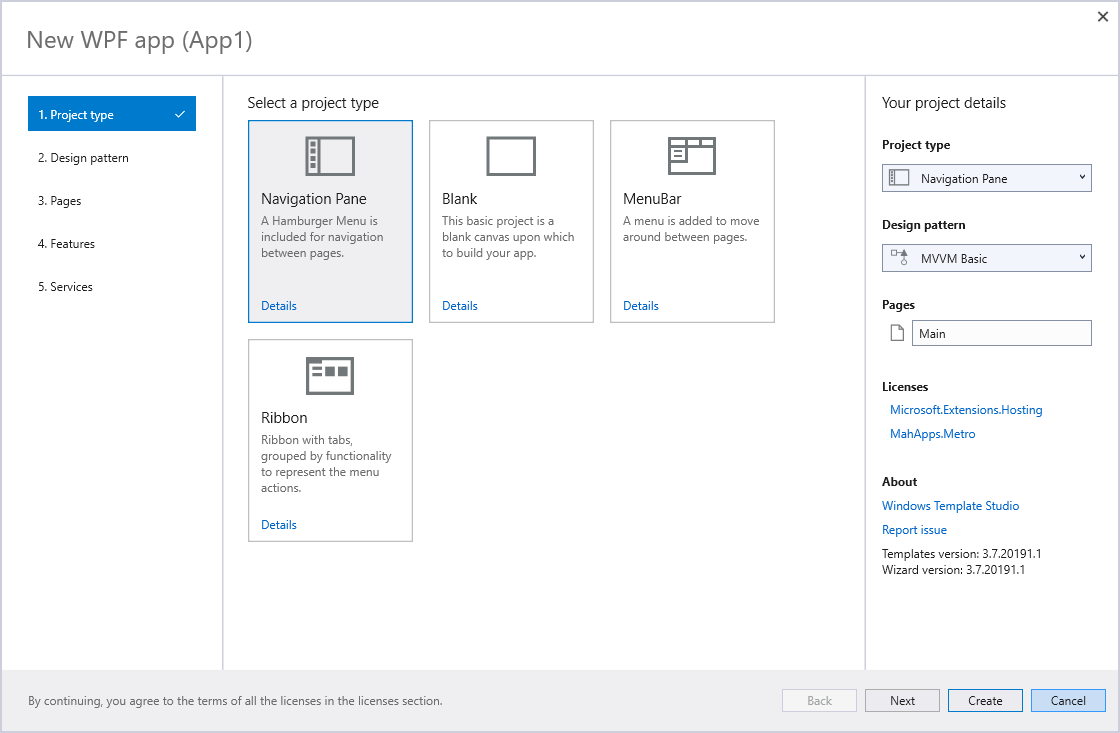 New WPF app (App1)
1. Project type
2. Design pattern
3. Pages
4. Features
5. Services
Select a project type
Navigation Pane
A Hamburger Menu is
included for navigation
between pages.
Details
Blank
This basic project is a
blank canvas upon which
to build your app.
Details
MenuBar
A menu is added to move
around between pages.
Details
Ribbon
Ribbon with tabs,
grouped by functionality
to represent the menu
actions.
Details
Your project details
Project type
Navigation Pane
Design pattern
MVVM Basic
Pages
Main
Licenses
Microsoft.Extensions.Hosting
MahApps.Metro
About
Windows Template Studio
Report issue
Templates version: 3.7.20191.1
Wizard version: 3.7.20191.1
By continuing, you agree to the terms of all the licenses in the licenses section.
Back
Next
Create
Cancel